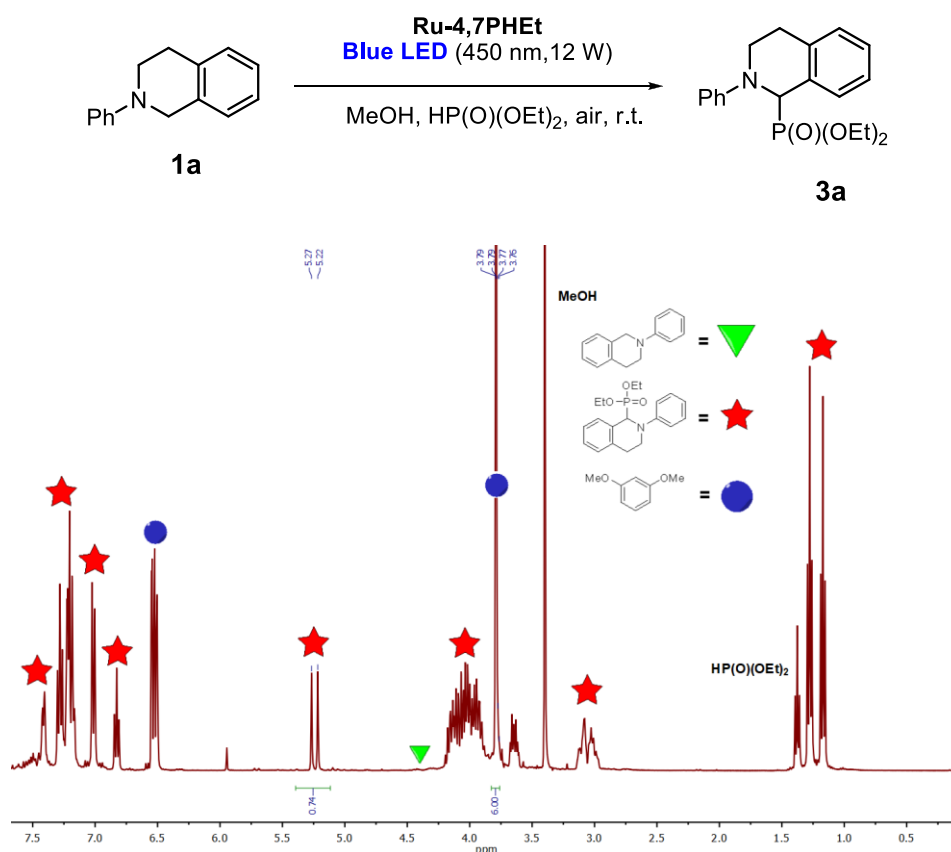 Ru-4,7PHEt
Blue LED (450 nm,12 W)
MeOH, HP(O)(OEt)2, air, r.t.
N
Ph
1a
N
Ph
P(O)(OEt)2
3a
5.27
5.22
3.79
3.79
3.77
3.76
MeOH
N
=
OEt
EtO P=O
N
=
MeO OMe
=
HP(O)(OEt)2
0.74
6.00
7.5 7.0 6.5 6.0 5.5 5.0 4.5 4.0 3.5 3.0 2.5 2.0 1.5 1.0 0.5
ppm